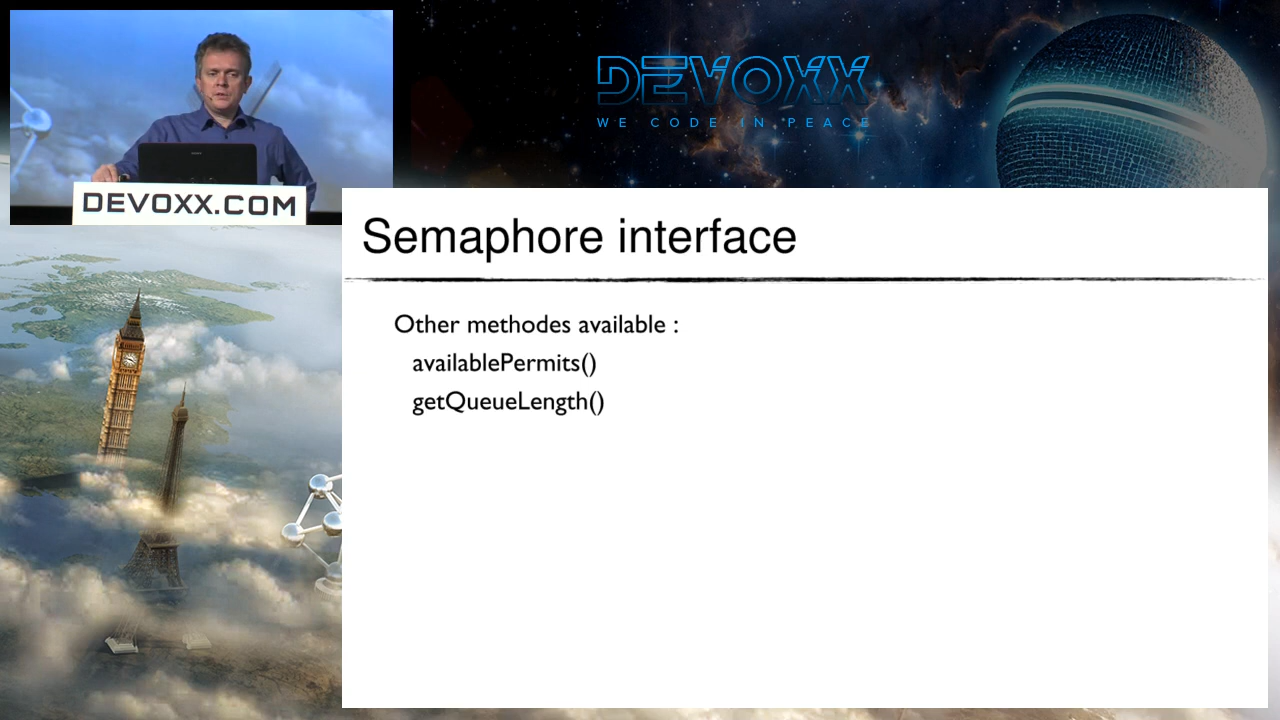 DEVOXX
WE CODE IN PEACE
DEVOXX.COM
Semaphore interface
Other methodes available :
availablePermits()
getQueueLength()